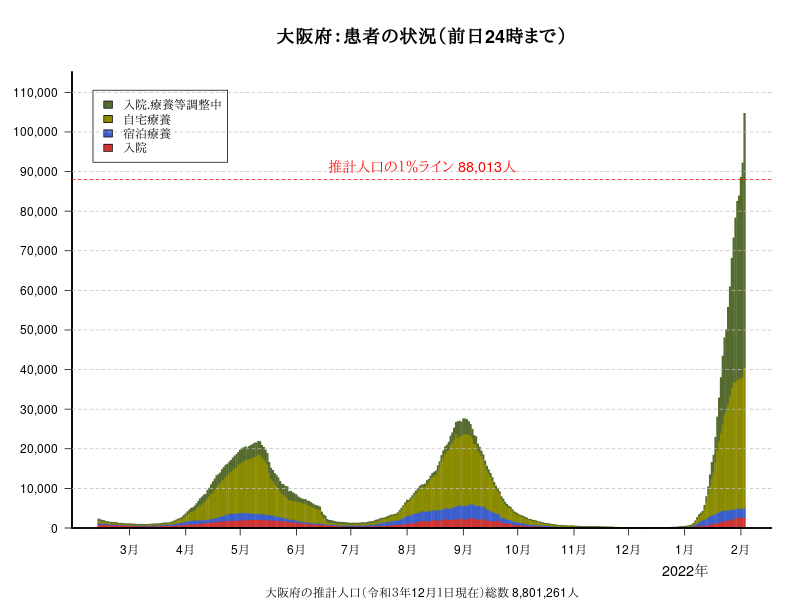 大阪府：患者の状況（前日24時まで）
110,000
100,000
90,000
80,000
70,000
60,000
50,000
40,000
30,000
20,000
10,000
0
入院.療養等調整中
自宅療養
宿泊療養
入院
推計人口の1％ライン 88,013人
3月 4月 5月 6月 7月 8月 9月 10月 11月 12月 1月 2月
2022年
大阪府の推計人口（令和3年12月1日現在）総数 8,801,261人